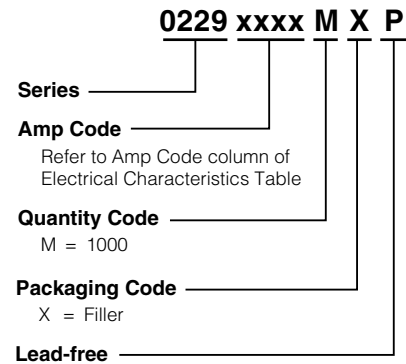 0229 xxxx M X P
Series
Amp Code
Refer to Amp Code column of
Electrical Characteristics Table
Quantity Code
M = 1000
Packaging Code
X = Filler
Lead-free